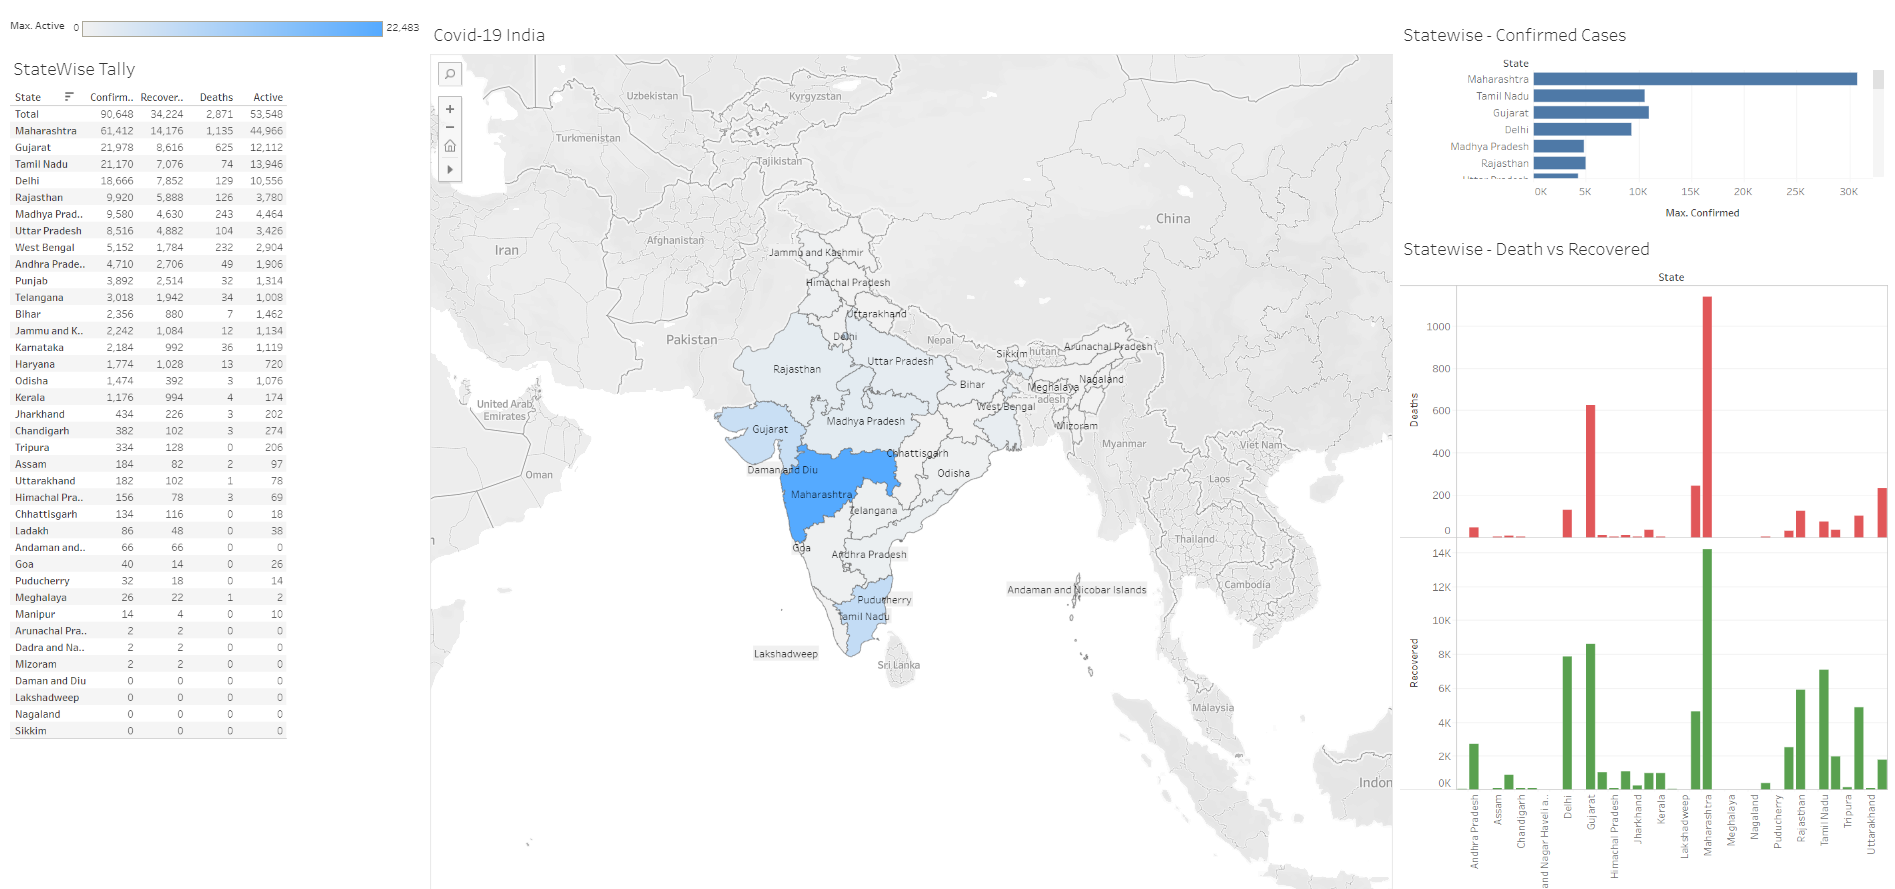 Max. Active 0 22,483
StateWise Tally
State Confirm.. Recover.. Deaths Active
Total 90,648 34,224 2,871 53,548
Maharashtra 61,412 14,176 1,135 44,966
Gujarat 21,978 8,616 625 12,112
Tamil Nadu 21,170 7,076 74 13,946
Delhi 18,666 7,852 129 10,556
Rajasthan 9,920 5,888 126 3,780
Madhya Prad.. 9,580 4,630 243 4,464
Uttar Pradesh 8,516 4,882 104 3,426
West Bengal 5,152 1,784 232 2,904
Andhra Prade.. 4,710 2,706 49 1,906
Punjab 3,892 2,514 32 1,314
Telangana 3,018 1,942 34 1,008
Bihar 2,356 880 7 1,462
Jammu and K.. 2,242 1,084 12 1,134
Karnataka 2,184 992 36 1,119
Haryana 1,774 1,028 13 720
Odisha 1,474 392 3 1,076
Kerala 1,176 994 4 174
Jharkhand 434 226 3 202
Chandigarh 382 102 3 274
Tripura 334 128 0 206
Assam 184 82 2 97
Uttarakhand 182 102 1 78
Himachal Pra.. 156 78 3 69
Chhattisgarh 134 116 0 18
Ladakh 86 48 0 38
Andaman and.. 66 66 0 0
Goa 40 14 0 26
Puducherry 32 18 0 14
Meghalaya 26 22 1 2
Manipur 14 4 0 10
Arunachal Pra.. 2 2 0 0
Dadra and Na.. 2 2 0 0
Mizoram 2 2 0 0
Daman and Diu 0 0 0 0
Lakshadweep 0 0 0 0
Nagaland 0 0 0 0
Sikkim 0 0 0 0
Covid-19 India
Uzbekistan
Kyrgyzstan
Turkmenistan
Tajikistan
China
Afghanistan
Iran
Jammu and Kashmir
Himachal Pradesh
Uttarakhand
Pakistan
Delhi
Nepal
Sikkim
hutan
Arunachal Pradesh
Rajasthan
Uttar Pradesh
Bihar
Meghalaya
Nagaland
adesh
United Arab
Emirates
West Bengal
Gujarat
Madhya Pradesh
Mizoram
Myanmar
Viet Nam
Chhattisgarh
Daman and Diu
Odisha
Oman
Laos
Maharashtra
Telangana
Thailand
Goa
Andhra Pradesh
Andaman and Nicobar Islands
Cambodia
Puducherry
Tamil Nadu
Lakshadweep
Sri Lanka
Malaysia
Indon
Statewise - Confirmed Cases
State
Maharashtra
Tamil Nadu
Gujarat
Delhi
Madhya Pradesh
Rajasthan
Uttar Pradesh
0K 5K 10K 15K 20K 25K 30K
Max. Confirmed
Statewise - Death vs Recovered
State
Deaths
1000
800
600
400
200
0
Recovered
14K
12K
10K
8K
6K
4K
2K
0K
Andhra Pradesh
Assam
Chandigarh
and Nagar Haveli a..
Delhi
Gujarat
Himachal Pradesh
Jharkhand
Kerala
Lakshadweep
Maharashtra
Meghalaya
Nagaland
Puducherry
Rajasthan
Tamil Nadu
Tripura
Uttarakhand